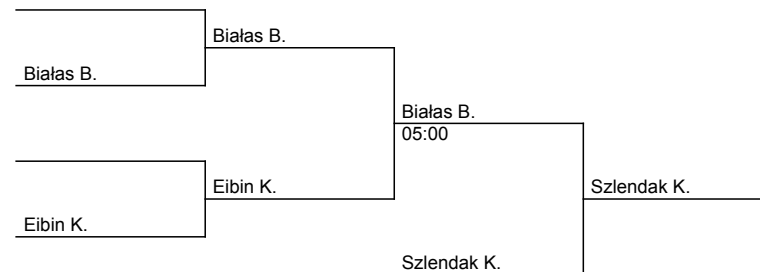 Białas B.
Białas B.
Białas B.
05:00
Eibin K.
Szlendak K.
Eibin K.
Szlendak K.